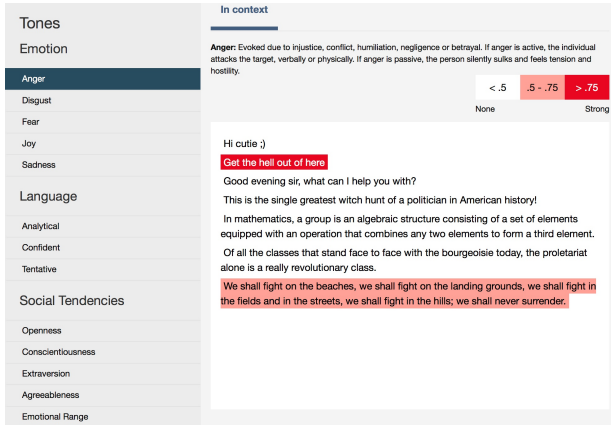 Tones
Emotion
Anger
Disgust
Fear
Joy
Sadness
Language
Analytical
Confident
Tentative
Social Tendencies
Openness
Conscientiousness
Extraversion
Agreeableness
Emotional Range
In context
Anger: Evoked due to injustice, conflict, humiliation, negligence or betrayal. If anger is active, the individual
attacks the target, verbally or physically. If anger is passive, the person silently sulks and feels tension and
hostility.
< .5
.5 - .75
> .75
None
Strong
Hi cutie ;)
Get the hell out of here
Good evening sir, what can I help you with?
This is the single greatest witch hunt of a politician in American history!
In mathematics, a group is an algebraic structure consisting of a set of elements
equipped with an operation that combines any two elements to form a third element.
Of all the classes that stand face to face with the bourgeoisie today, the proletariat
alone is a really revolutionary class.
We shall fight on the beaches, we shall fight on the landing grounds, we shall fight in
the fields and in the streets, we shall fight in the hills; we shall never surrender.